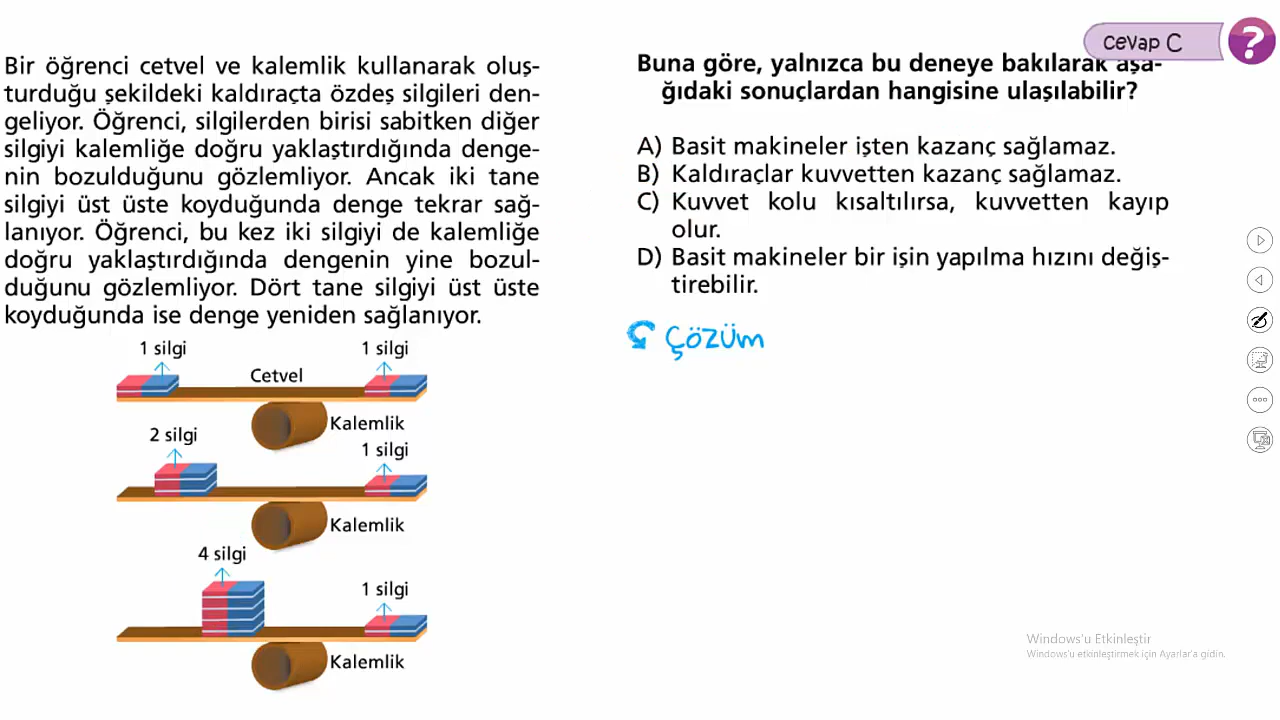 Bir öğrenci cetvel ve kalemlik kullanarak oluş-
turduğu şekildeki kaldıraçta özdeş silgileri den-
geliyor. Öğrenci, silgilerden birisi sabitken diğer
silgiyi kalemliğe doğru yaklaştırdığında denge-
nin bozulduğunu gözlemliyor. Ancak iki tane
silgiyi üst üste koyduğunda denge tekrar sağ-
lanıyor. Öğrenci, bu kez iki silgiyi de kalemliğe
doğru yaklaştırdığında dengenin yine bozul-
duğunu gözlemliyor. Dört tane silgiyi üst üste
koyduğunda ise denge yeniden sağlanıyor.
1 silgi
1 silgi
Cetvel
Kalemlik
2 silgi
1 silgi
Kalemlik
4 silgi
1 silgi
Kalemlik
cevap C
?
Buna göre, yalnızca bu deneye bakılarak aşa-
ğıdaki sonuçlardan hangisine ulaşılabilir?
A) Basit makineler işten kazanç sağlamaz.
B) Kaldıraçlar kuvvetten kazanç sağlamaz.
C) Kuvvet kolu kısaltılırsa, kuvvetten kayıp
olur.
D) Basit makineler bir işin yapılma hızını değiş-
tirebilir.
çözüm
Windows'u Etkinleştir
Windows'u etkinleştirmek için Ayarlar'a gidin.